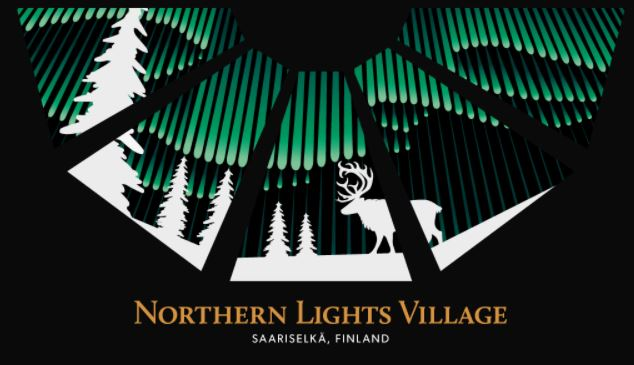 Northern Lights Village
SAARISELKÄ, FINLAND